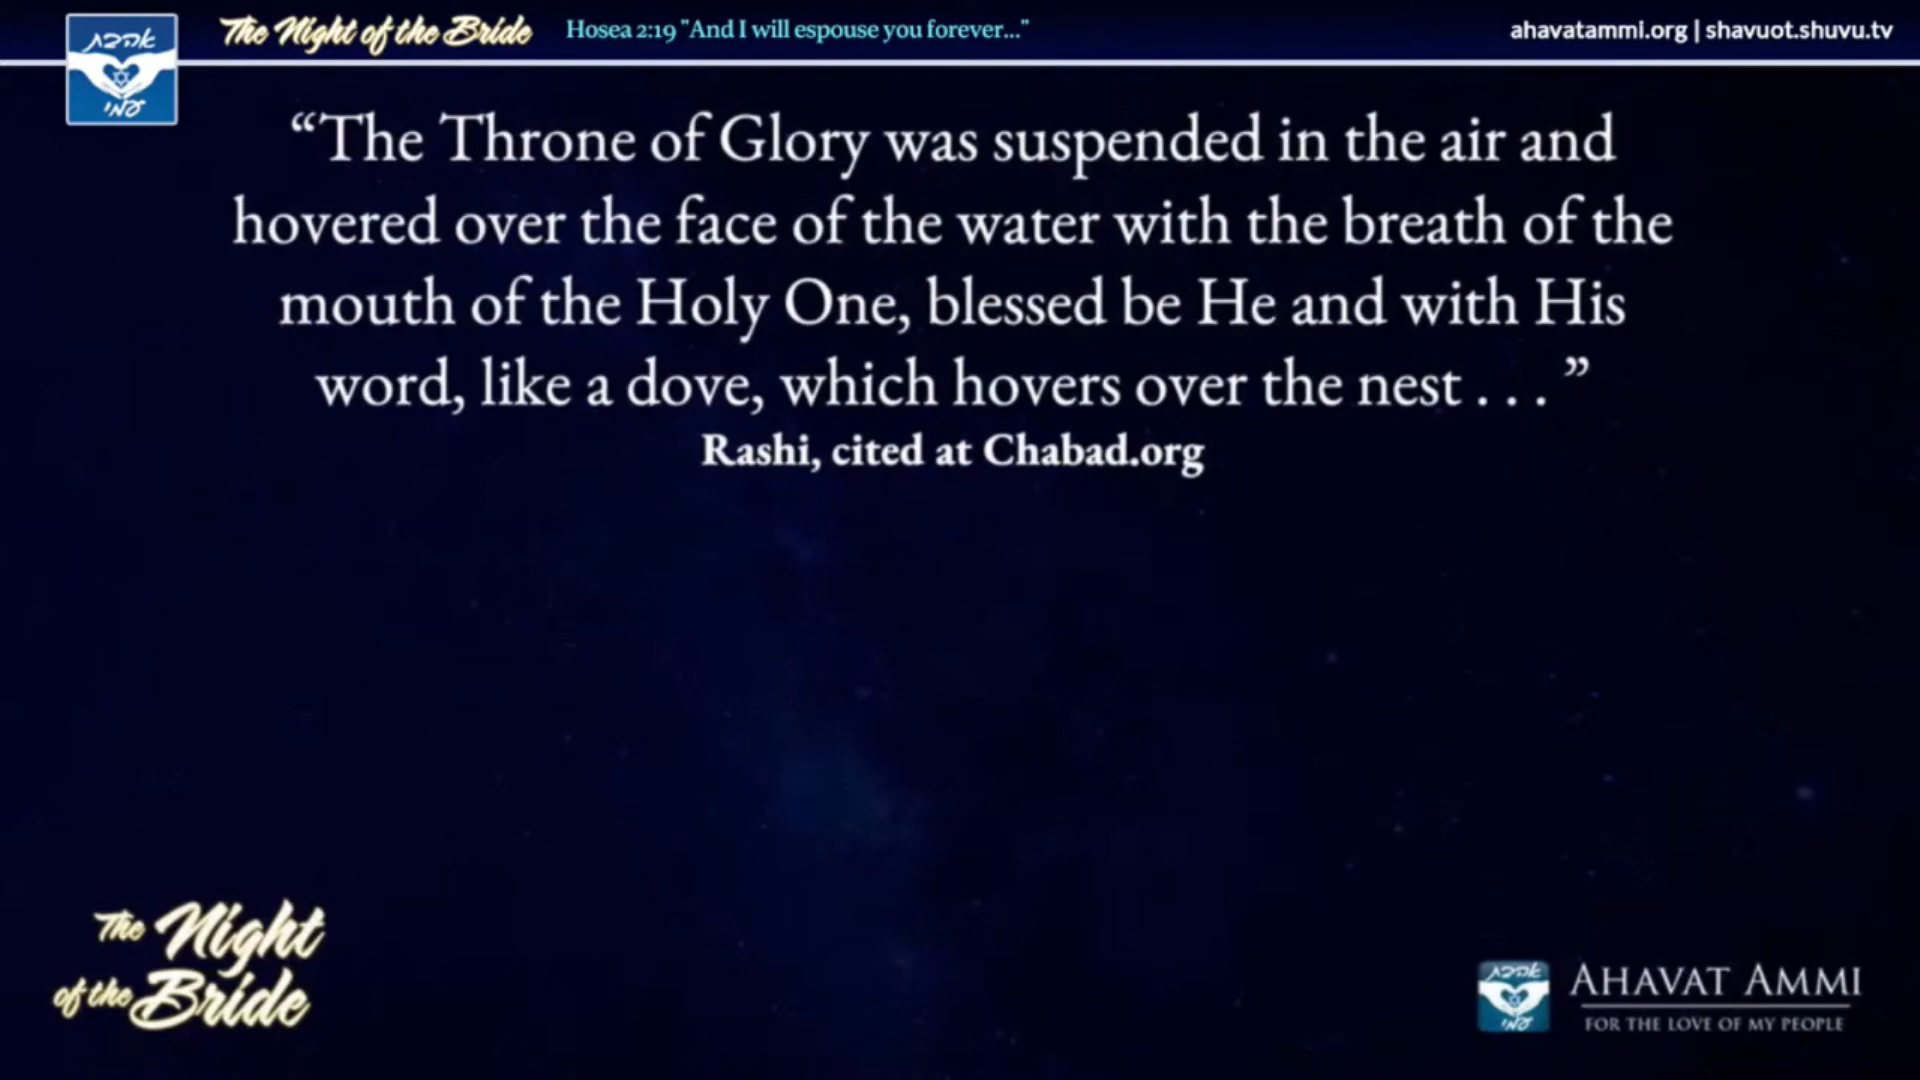 אהבת
עמי
The Night of the Bride
Hosea 2:19 "And I will espouse you forever..."
ahavatammi.org | shavuot.shuvu.tv
“The Throne of Glory was suspended in the air and
hovered over the face of the water with the breath of the
mouth of the Holy One, blessed be He and with His
word, like a dove, which hovers over the nest . . . ”
Rashi, cited at Chabad.org
The Night
of the Bride
אהבת
עמי
AHAVAT AMMI
FOR THE LOVE OF MY PEOPLE